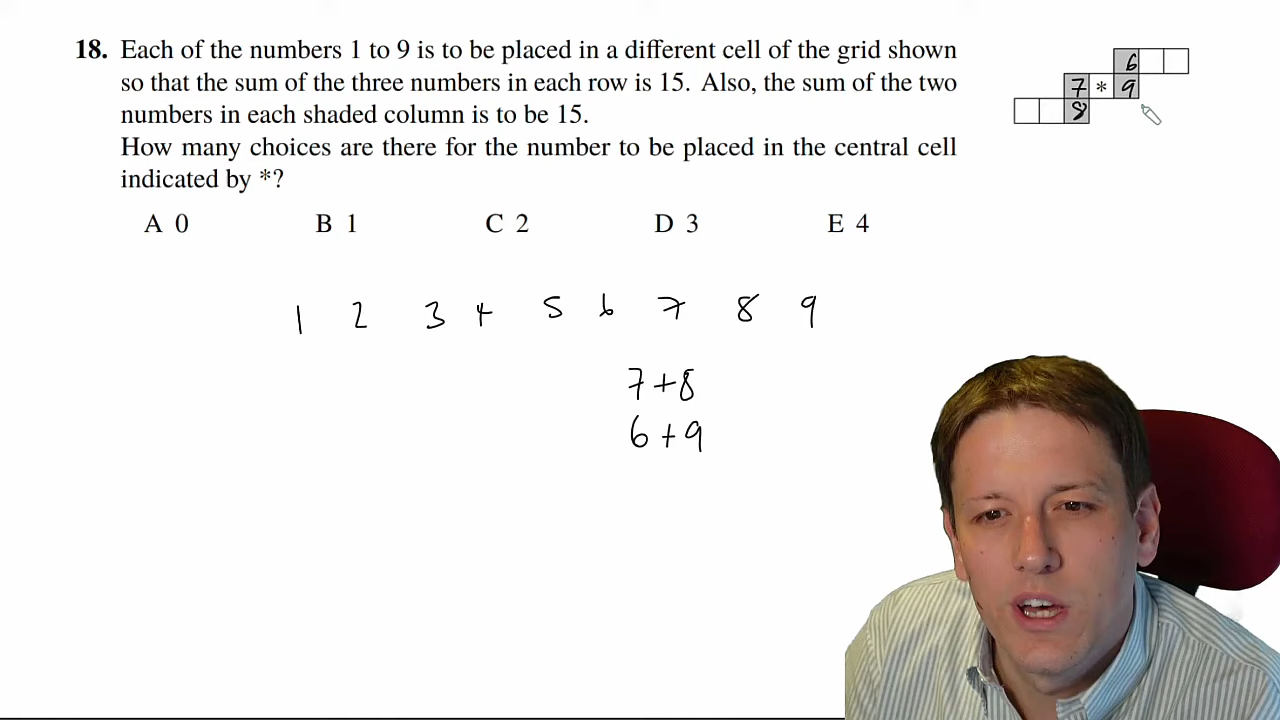 18. Each of the numbers 1 to 9 is to be placed in a different cell of the grid shown
so that the sum of the three numbers in each row is 15. Also, the sum of the two
numbers in each shaded column is to be 15.
How many choices are there for the number to be placed in the central cell
indicated by *?
6
7 * 9
8
A 0 B 1 C 2 D 3 E 4
1 2 3 4 5 6 7 8 9
7+8
6+9